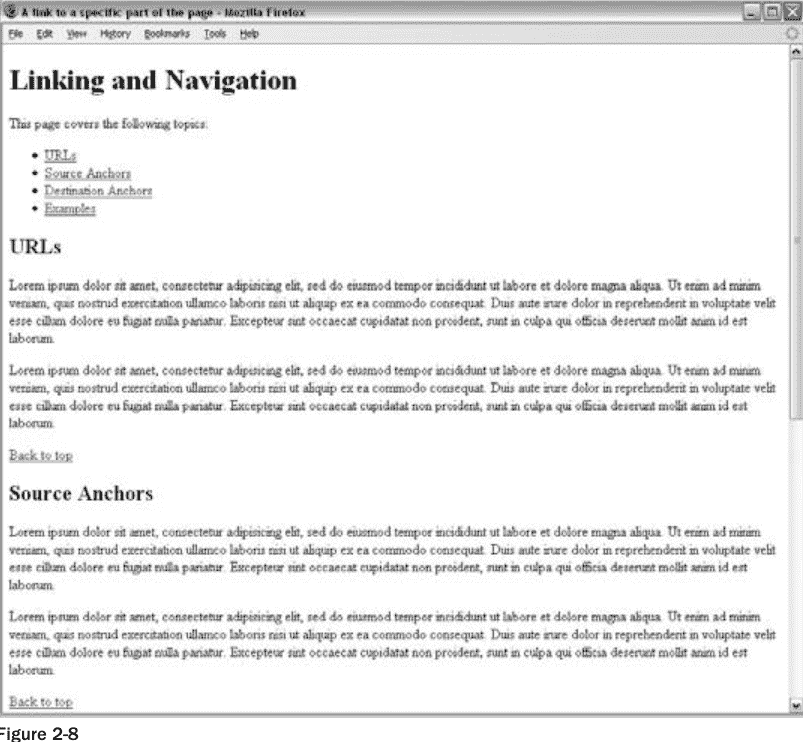 A link to a specific part of the page - Mozilla Firefox
File Edit View History Bookmarks Tools Help
Linking and Navigation
This page covers the following topics:
• URLs
• Source Anchors
• Destination Anchors
• Examples
URLs
Lorem ipsum dolor sit amet, consectetur adipisicing elit, sed do eiusmod tempor incididunt ut labore et dolore magna aliqua. Ut enim ad minim
veniam, quis nostrud exercitation ullamco laboris nisi ut aliquip ex ea commodo consequat. Duis aute irure dolor in reprehenderit in voluptate velit
esse cillum dolore eu fugiat nulla pariatur. Excepteur sint occaecat cupidatat non proident, sunt in culpa qui officia deserunt mollit anim id est
laborum.
Lorem ipsum dolor sit amet, consectetur adipisicing elit, sed do eiusmod tempor incididunt ut labore et dolore magna aliqua. Ut enim ad minim
veniam, quis nostrud exercitation ullamco laboris nisi ut aliquip ex ea commodo consequat. Duis aute irure dolor in reprehenderit in voluptate velit
esse cillum dolore eu fugiat nulla pariatur. Excepteur sint occaecat cupidatat non proident, sunt in culpa qui officia deserunt mollit anim id est
laborum.
Back to top
Source Anchors
Lorem ipsum dolor sit amet, consectetur adipisicing elit, sed do eiusmod tempor incididunt ut labore et dolore magna aliqua. Ut enim ad minim
veniam, quis nostrud exercitation ullamco laboris nisi ut aliquip ex ea commodo consequat. Duis aute irure dolor in reprehenderit in voluptate velit
esse cillum dolore eu fugiat nulla pariatur. Excepteur sint occaecat cupidatat non proident, sunt in culpa qui officia deserunt mollit anim id est
laborum.
Lorem ipsum dolor sit amet, consectetur adipisicing elit, sed do eiusmod tempor incididunt ut labore et dolore magna aliqua. Ut enim ad minim
veniam, quis nostrud exercitation ullamco laboris nisi ut aliquip ex ea commodo consequat. Duis aute irure dolor in reprehenderit in voluptate velit
esse cillum dolore eu fugiat nulla pariatur. Excepteur sint occaecat cupidatat non proident, sunt in culpa qui officia deserunt mollit anim id est
laborum.
Back to top
Figure 2-8